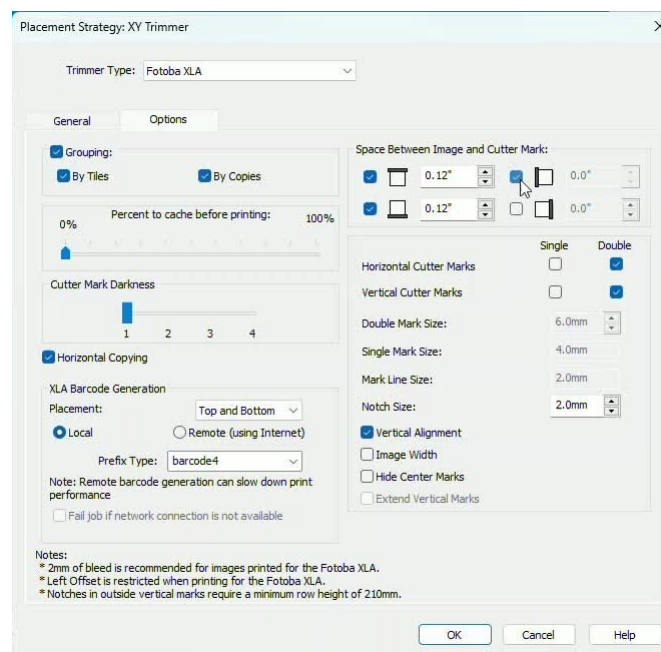 Placement Strategy: XY Trimmer
Trimmer Type: Fotoba XLA
General Options
Grouping:
By Tiles By Copies
Percent to cache before printing:
0% 100%
Cutter Mark Darkness
1 2 3 4
Horizontal Copying
XLA Barcode Generation
Placement: Top and Bottom
Local Remote (using Internet)
Prefix Type: barcode4
Note: Remote barcode generation can slow down print
performance
Fail job if network connection is not available
Space Between Image and Cutter Mark:
0.12" 0.0"
0.12" 0.0"
Single Double
Horizontal Cutter Marks
Vertical Cutter Marks
Double Mark Size: 6.0mm
Single Mark Size: 4.0mm
Mark Line Size: 2.0mm
Notch Size: 2.0mm
Vertical Alignment
Image Width
Hide Center Marks
Extend Vertical Marks
Notes:
* 2mm of bleed is recommended for images printed for the Fotoba XLA.
* Left Offset is restricted when printing for the Fotoba XLA.
* Notches in outside vertical marks require a minimum row height of 210mm.
OK Cancel Help